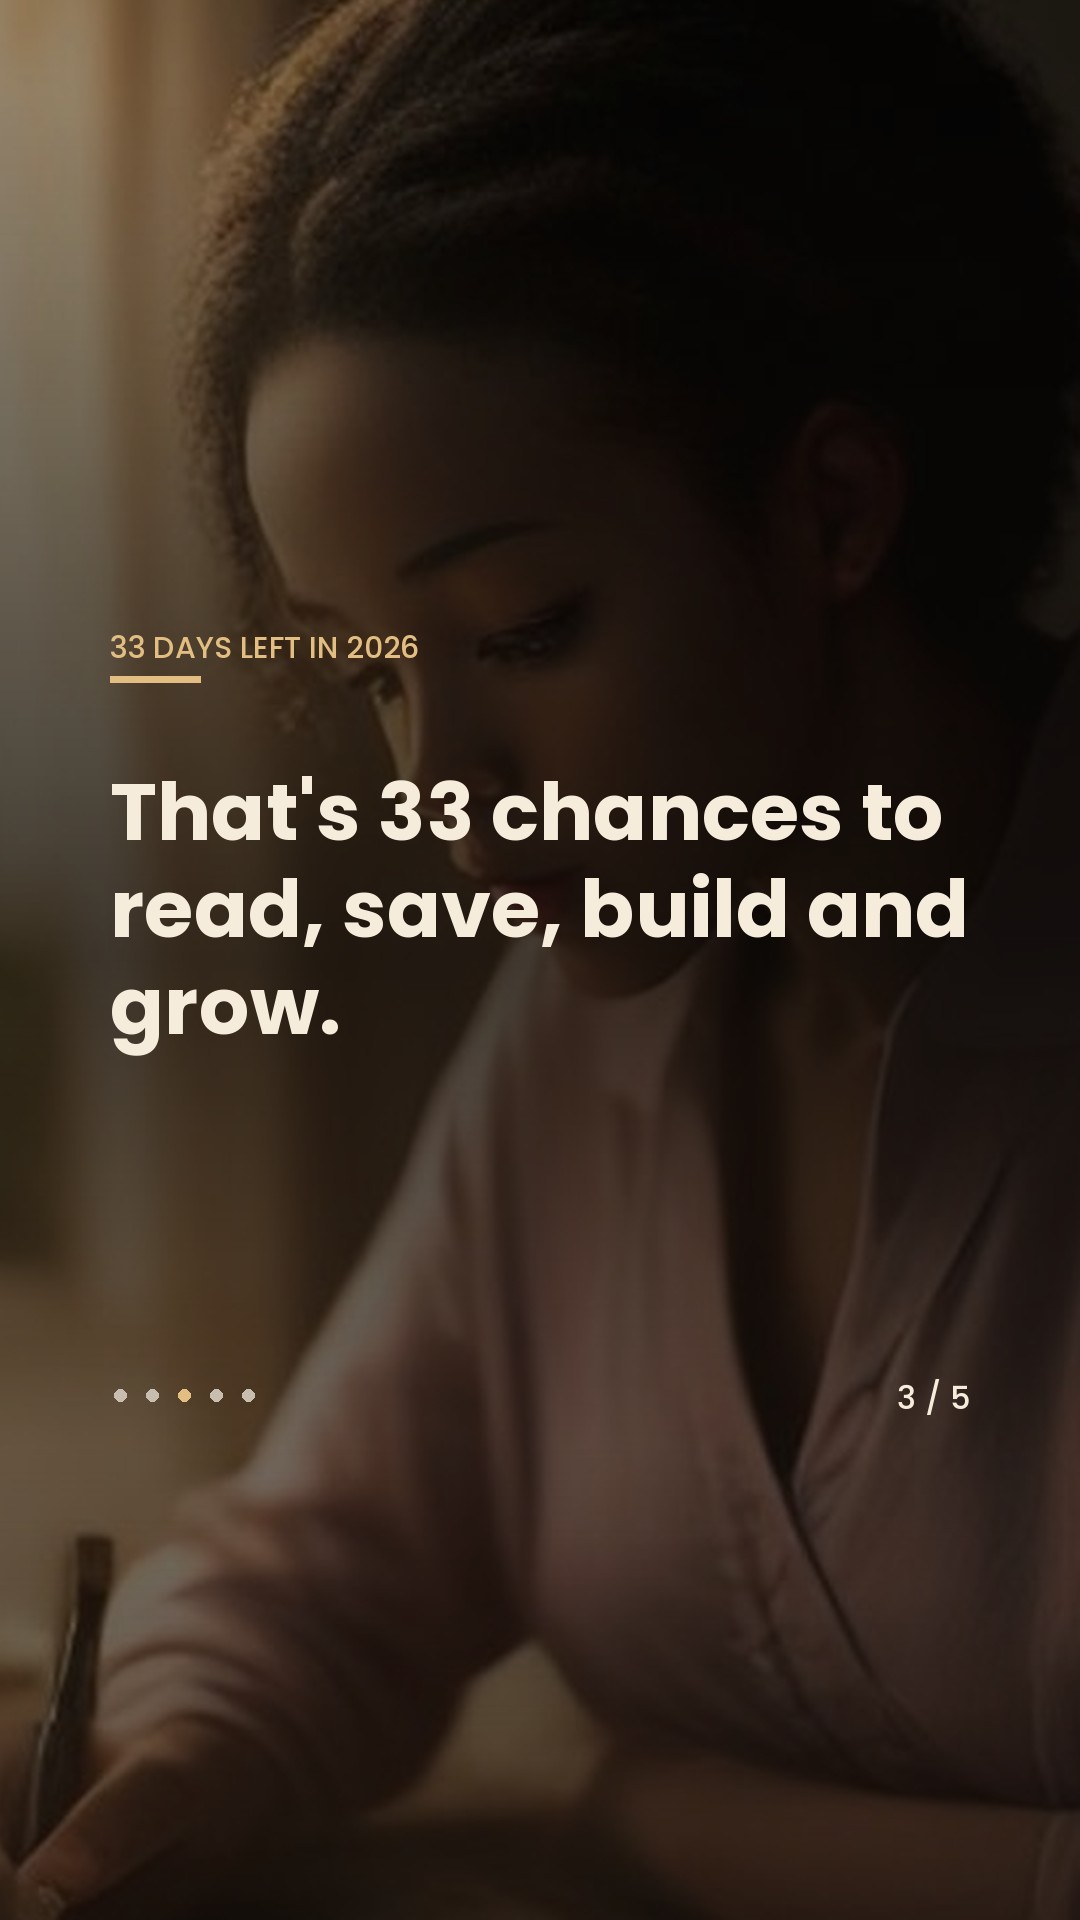 33 DAYS LEFT IN 2026
That's 33 chances to
read, save, build and
grow.
3 / 5